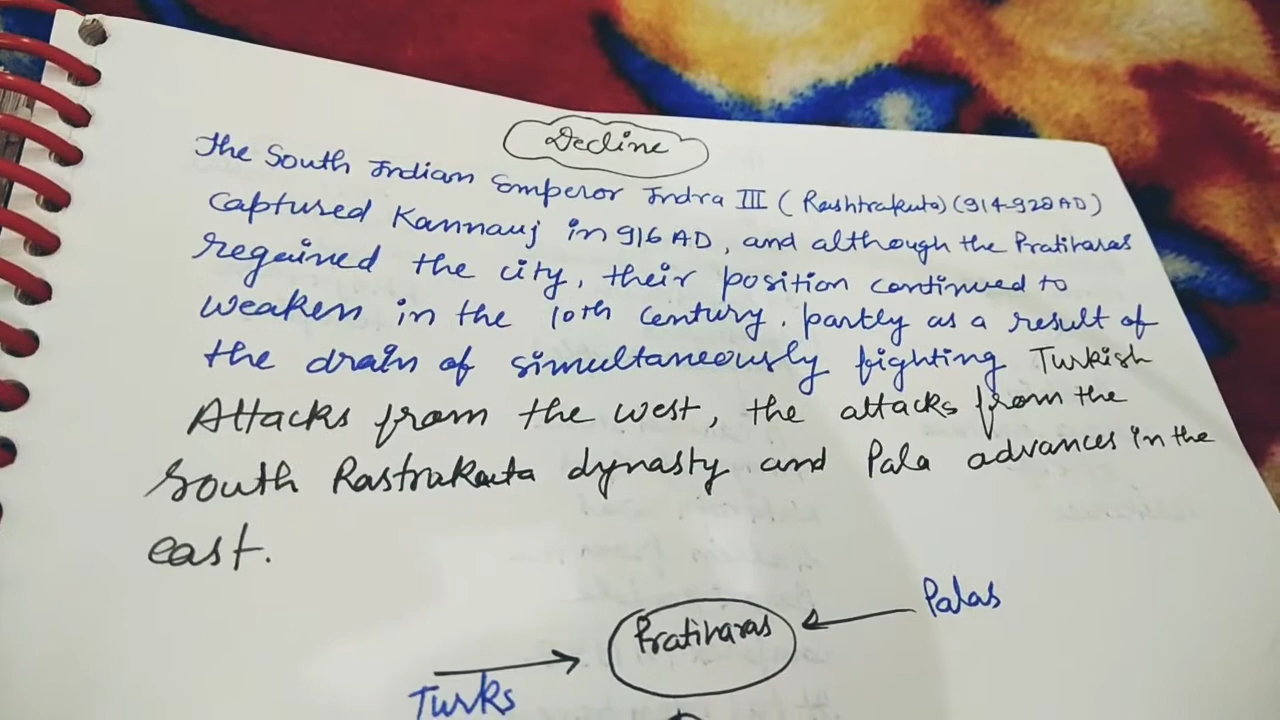 Decline
The South Indian Emperor Indra III (Rashtrakuta) (914-928 AD)
captured Kannauj in 916 AD, and although the Pratiharas
regained the city, their position continued to
weaken in the 10th century, partly as a result of
the drain of simultaneously fighting Turkish
Attacks from the west, the attacks from the
South Rastrakuta dynasty and Pala advances in the
east.
Palas
Pratiharas
Turks